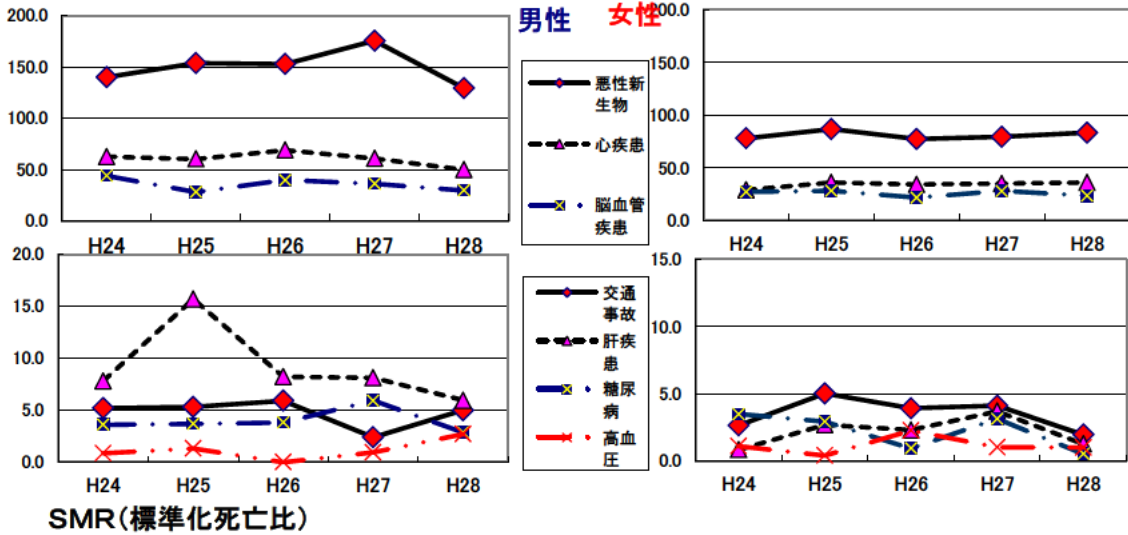 男性
女性
200.0
150.0
100.0
50.0
0.0
H24
H25
H26
H27
H28
悪性新
生物
心疾患
脳血管
疾患
200.0
150.0
100.0
50.0
0.0
H24
H25
H26
H27
H28
20.0
15.0
10.0
5.0
0.0
H24
H25
H26
H27
H28
交通
事故
肝疾
患
糖尿
病
高血
圧
15.0
10.0
5.0
0.0
H24
H25
H26
H27
H28
SMR(標準化死亡比)